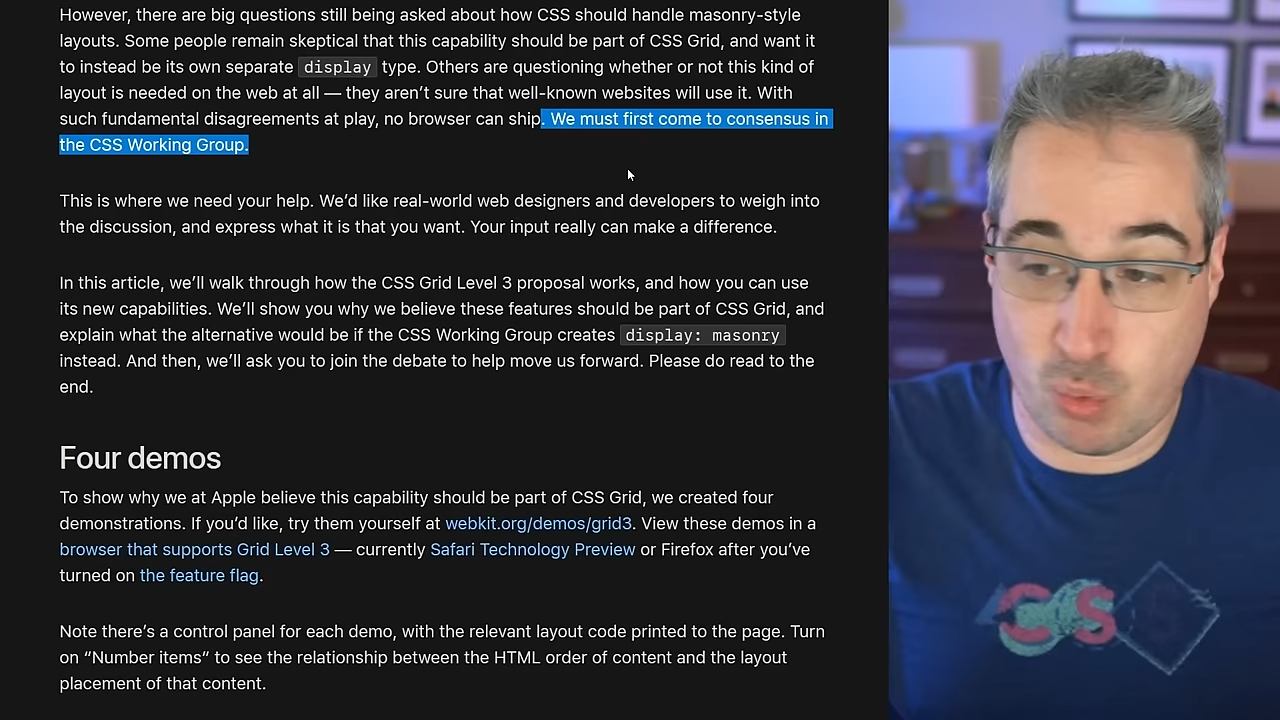 However, there are big questions still being asked about how CSS should handle masonry-style
layouts. Some people remain skeptical that this capability should be part of CSS Grid, and want it
to instead be its own separate display type. Others are questioning whether or not this kind of
layout is needed on the web at all — they aren’t sure that well-known websites will use it. With
such fundamental disagreements at play, no browser can ship. We must first come to consensus in
the CSS Working Group.
This is where we need your help. We’d like real-world web designers and developers to weigh into
the discussion, and express what it is that you want. Your input really can make a difference.
In this article, we’ll walk through how the CSS Grid Level 3 proposal works, and how you can use
its new capabilities. We’ll show you why we believe these features should be part of CSS Grid, and
explain what the alternative would be if the CSS Working Group creates display: masonry
instead. And then, we’ll ask you to join the debate to help move us forward. Please do read to the
end.
Four demos
To show why we at Apple believe this capability should be part of CSS Grid, we created four
demonstrations. If you’d like, try them yourself at webkit.org/demos/grid3. View these demos in a
browser that supports Grid Level 3 — currently Safari Technology Preview or Firefox after you’ve
turned on the feature flag.
Note there’s a control panel for each demo, with the relevant layout code printed to the page. Turn
on “Number items” to see the relationship between the HTML order of content and the layout
placement of that content.
CSS